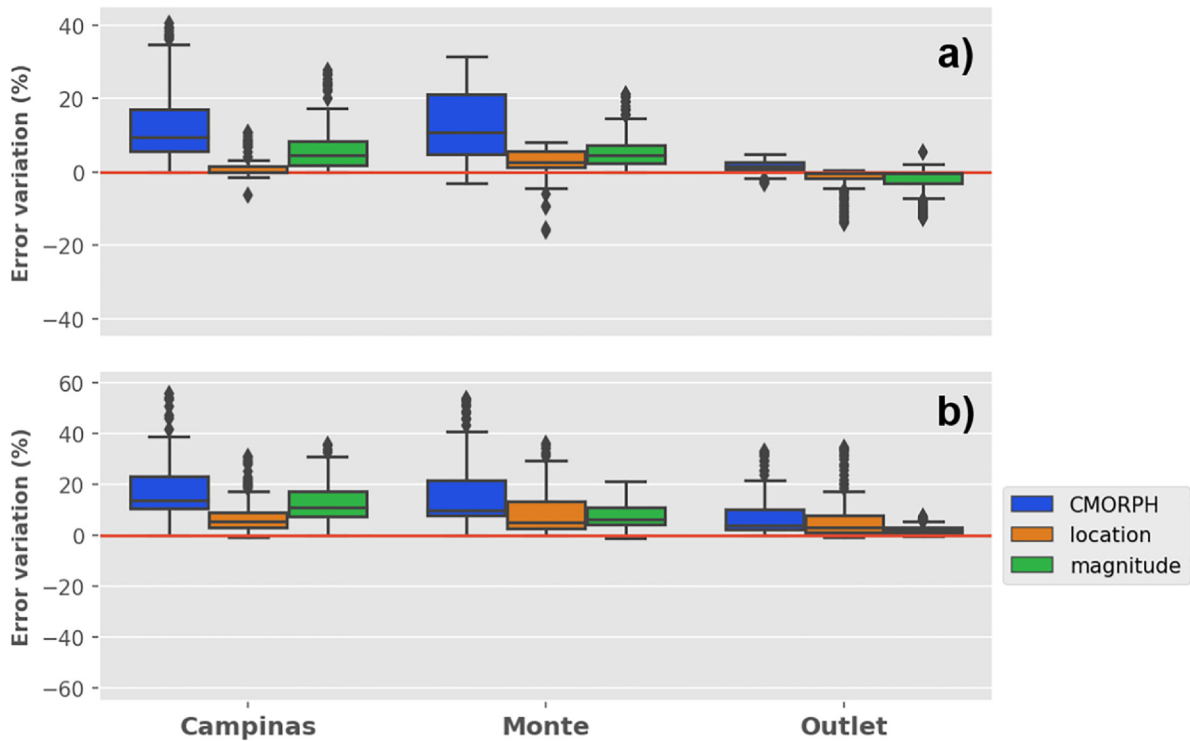 a)
Error variation (%)
40
20
0
−20
−40
b)
Error variation (%)
60
40
20
0
−20
−40
−60
Campinas Monte Outlet
CMORPH
location
magnitude